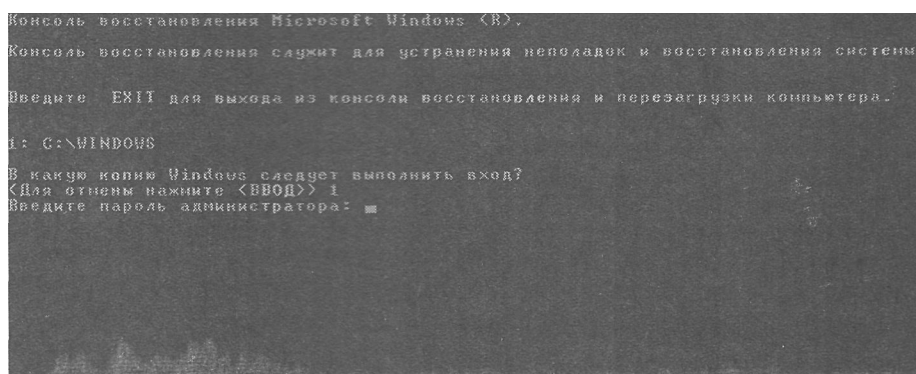 Консоль восстановления Microsoft Windows (R).
Консоль восстановления служит для устранения неполадок и восстановления системы
Введите EXIT для выхода из консоли восстановления и перезагрузки компьютера.
1: C:\WINDOWS
В какую копию Windows следует выполнить вход?
(Для отмены нажмите <ВВОД>) 1
Введите пароль администратора: